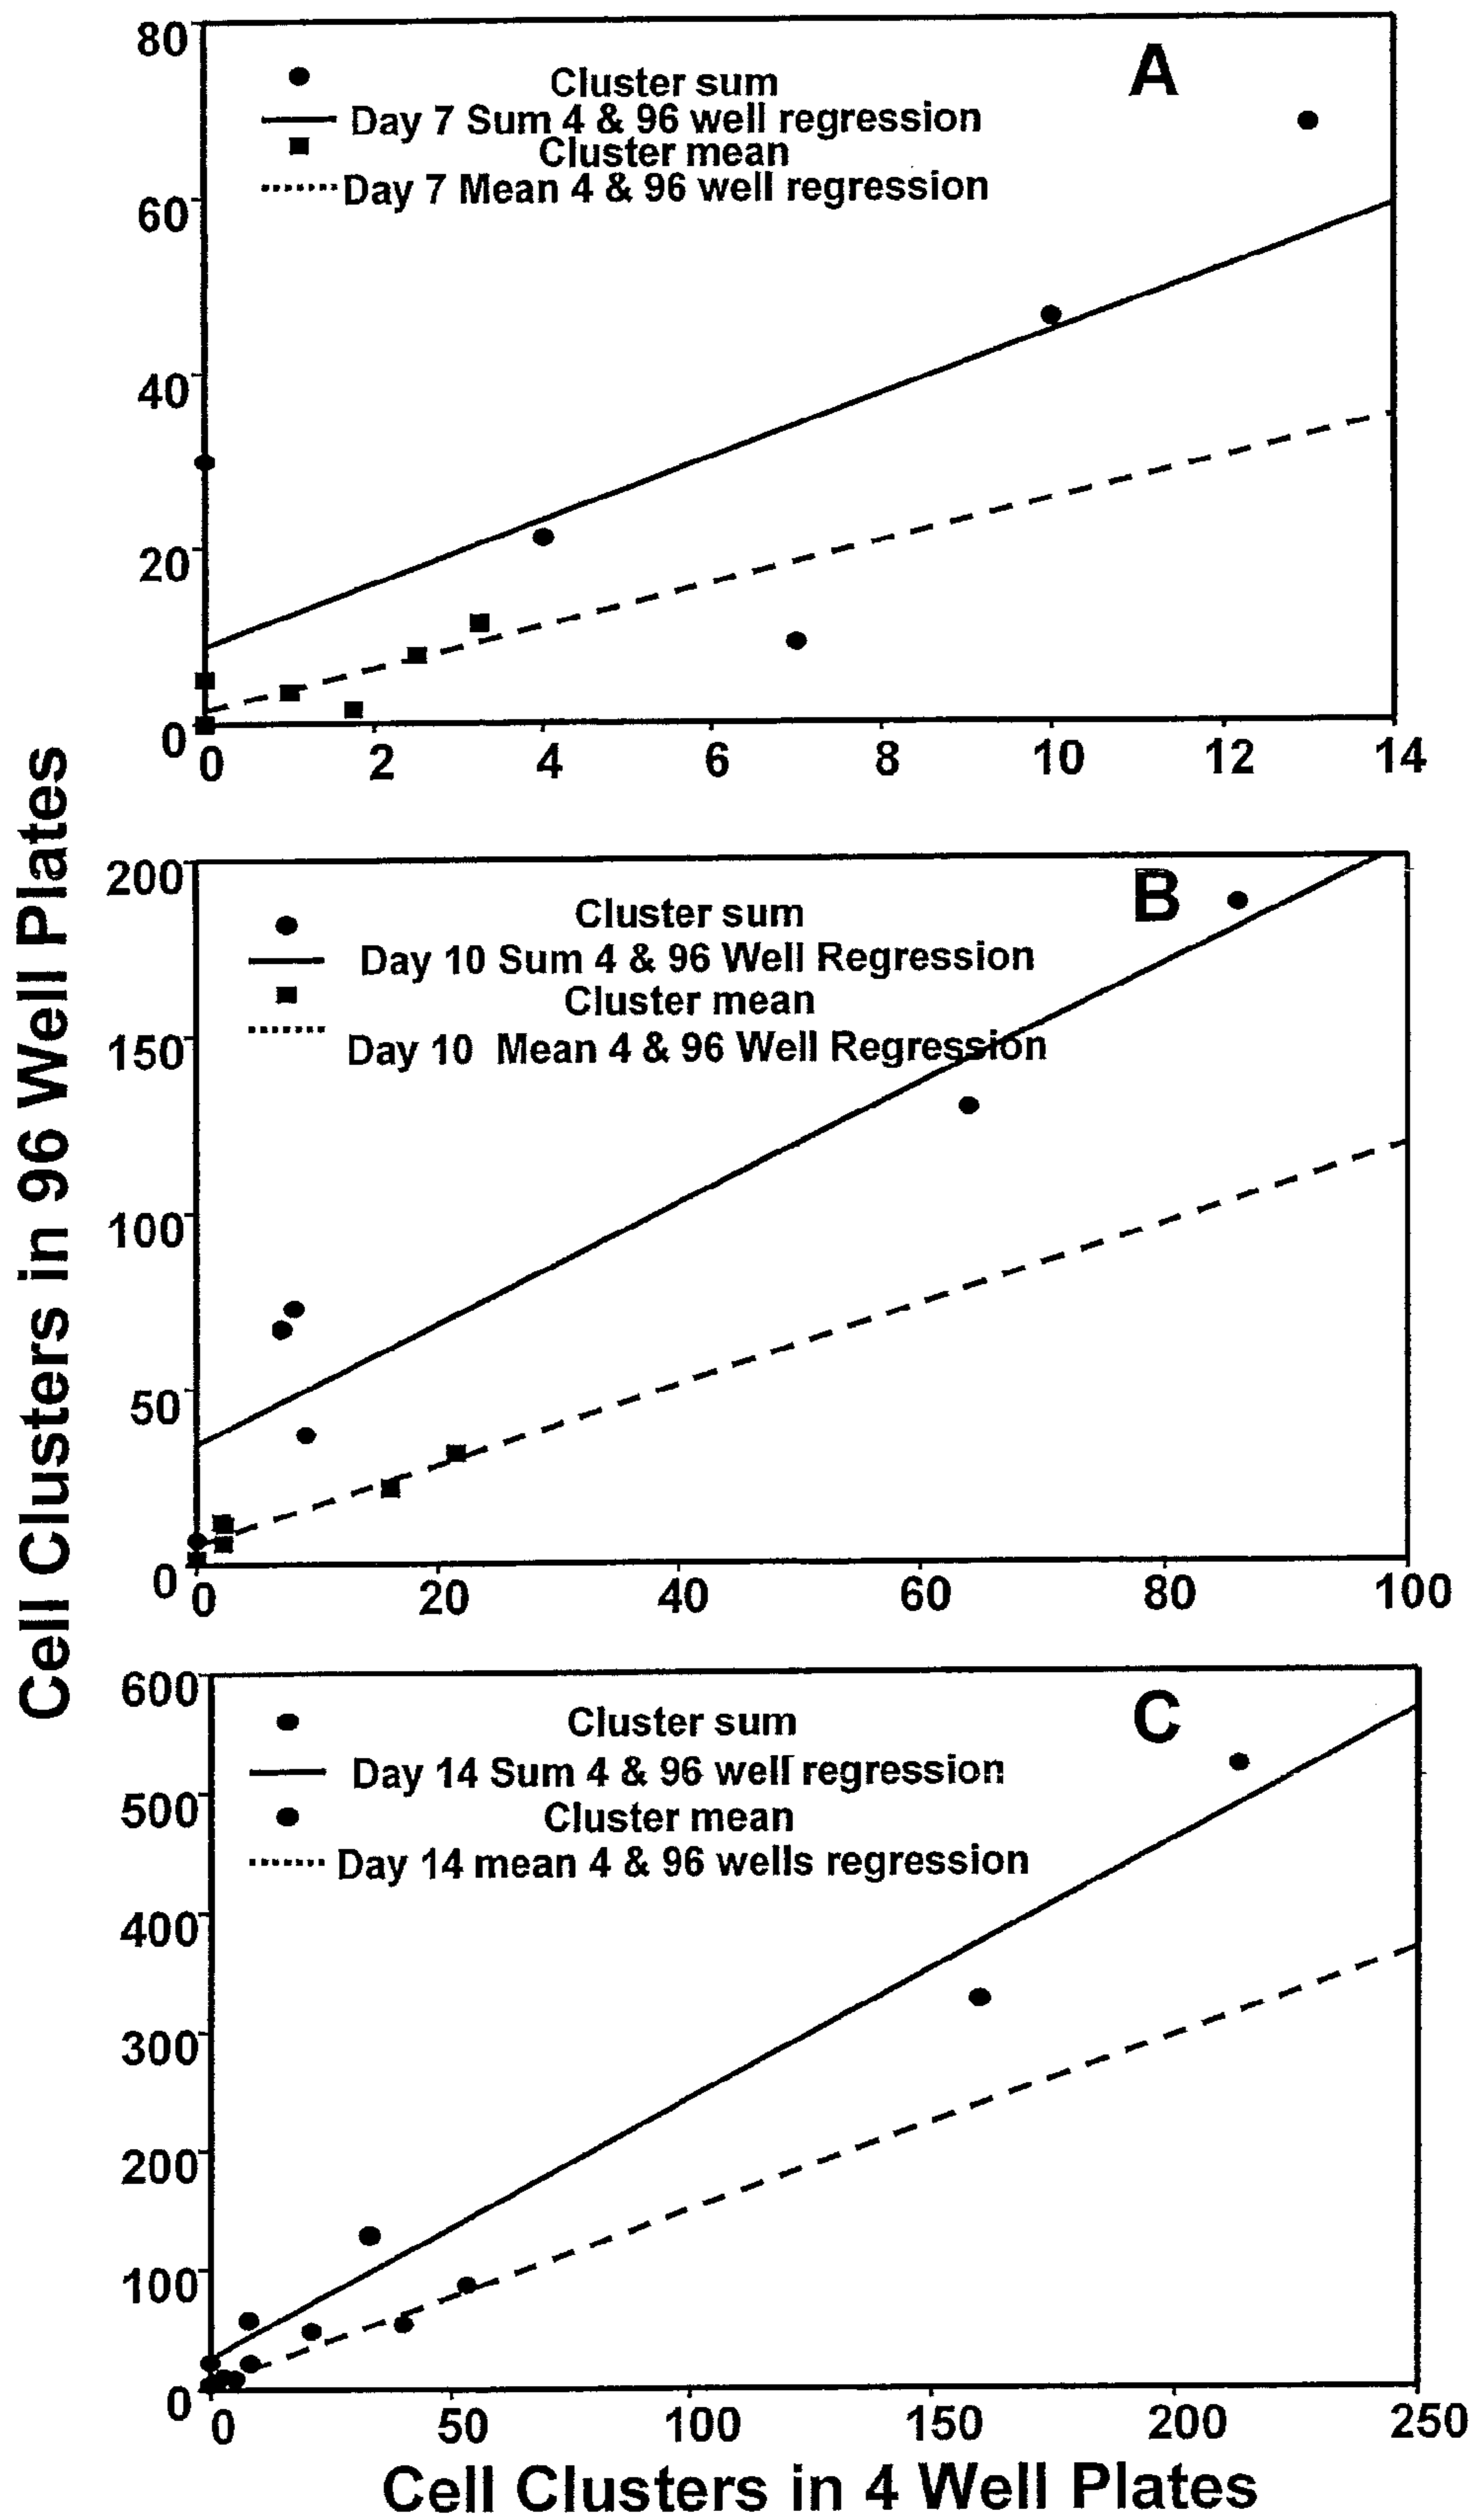 Cell Clusters in 96 Well Plates
80
60
40
20
0
A
Cluster sum
Day 7 Sum 4 & 96 well regression
Cluster mean
Day 7 Mean 4 & 96 well regression
0 2 4 6 8 10 12 14
200
150
100
50
0
B
Cluster sum
Day 10 Sum 4 & 96 Well Regression
Cluster mean
Day 10 Mean 4 & 96 Well Regression
0 20 40 60 80 100
600
500
400
300
200
100
0
C
Cluster sum
Day 14 Sum 4 & 96 well regression
Cluster mean
Day 14 mean 4 & 96 wells regression
0 50 100 150 200 250
Cell Clusters in 4 Well Plates